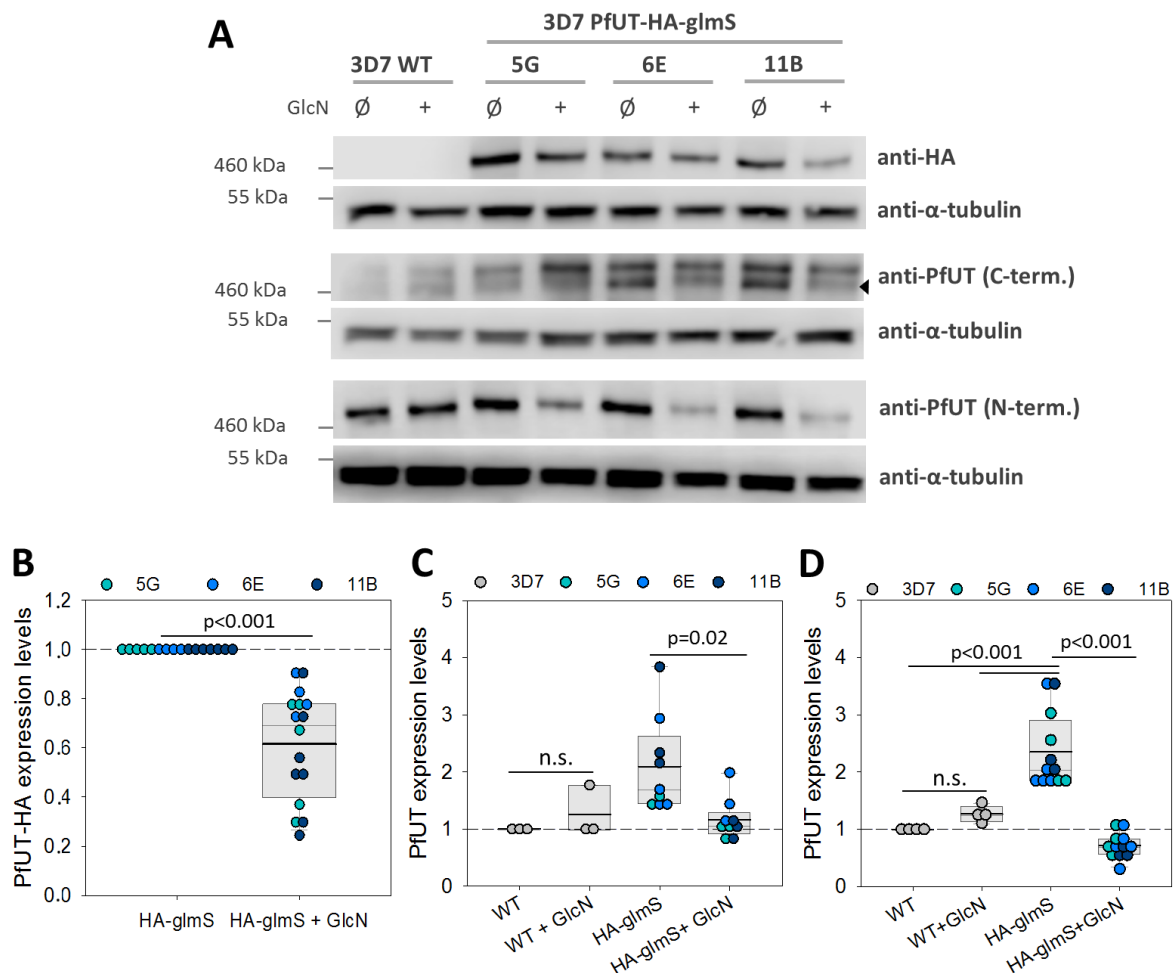 A
3D7 PfUT-HA-glmS
3D7 WT 5G 6E 11B
GlcN Ø + Ø + Ø + Ø +
460 kDa anti-HA
55 kDa anti-α-tubulin
460 kDa anti-PfUT (C-term.)
55 kDa anti-α-tubulin
460 kDa anti-PfUT (N-term.)
55 kDa anti-α-tubulin
B
5G 6E 11B
PfUT-HA expression levels
1.2
1.0
0.8
0.6
0.4
0.2
0.0
p<0.001
HA-glmS HA-glmS + GlcN
C
3D7 5G 6E 11B
PfUT expression levels
5
4
3
2
1
0
n.s.
p=0.02
WT WT + GlcN HA-glmS HA-glmS+ GlcN
D
3D7 5G 6E 11B
PfUT expression levels
5
4
3
2
1
0
n.s.
p<0.001 p<0.001
WT WT+GlcN HA-glmS HA-glmS+GlcN